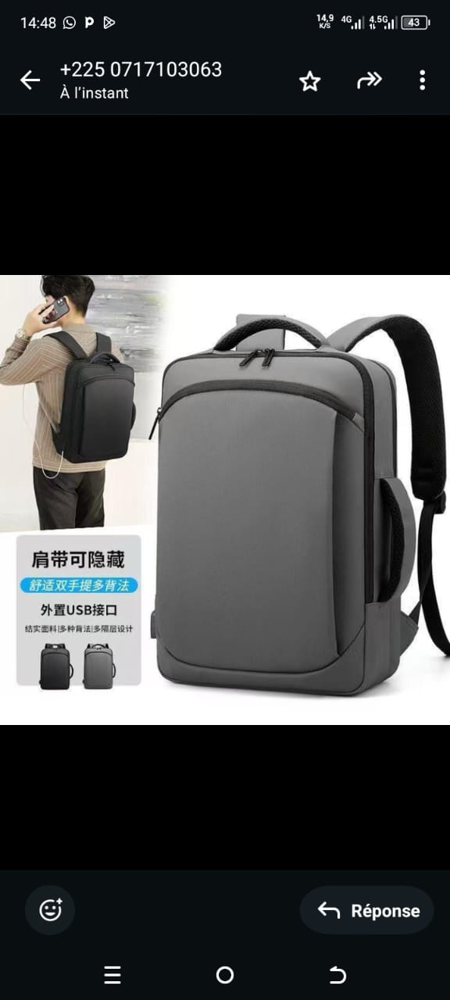 14:48
14,9
K/S
4G
4.5G
43
+225 0717103063
À l’instant
肩带可隐藏
舒适双手提多背法
外置USB接口
结实面料|多种背法|多隔层设计
Réponse